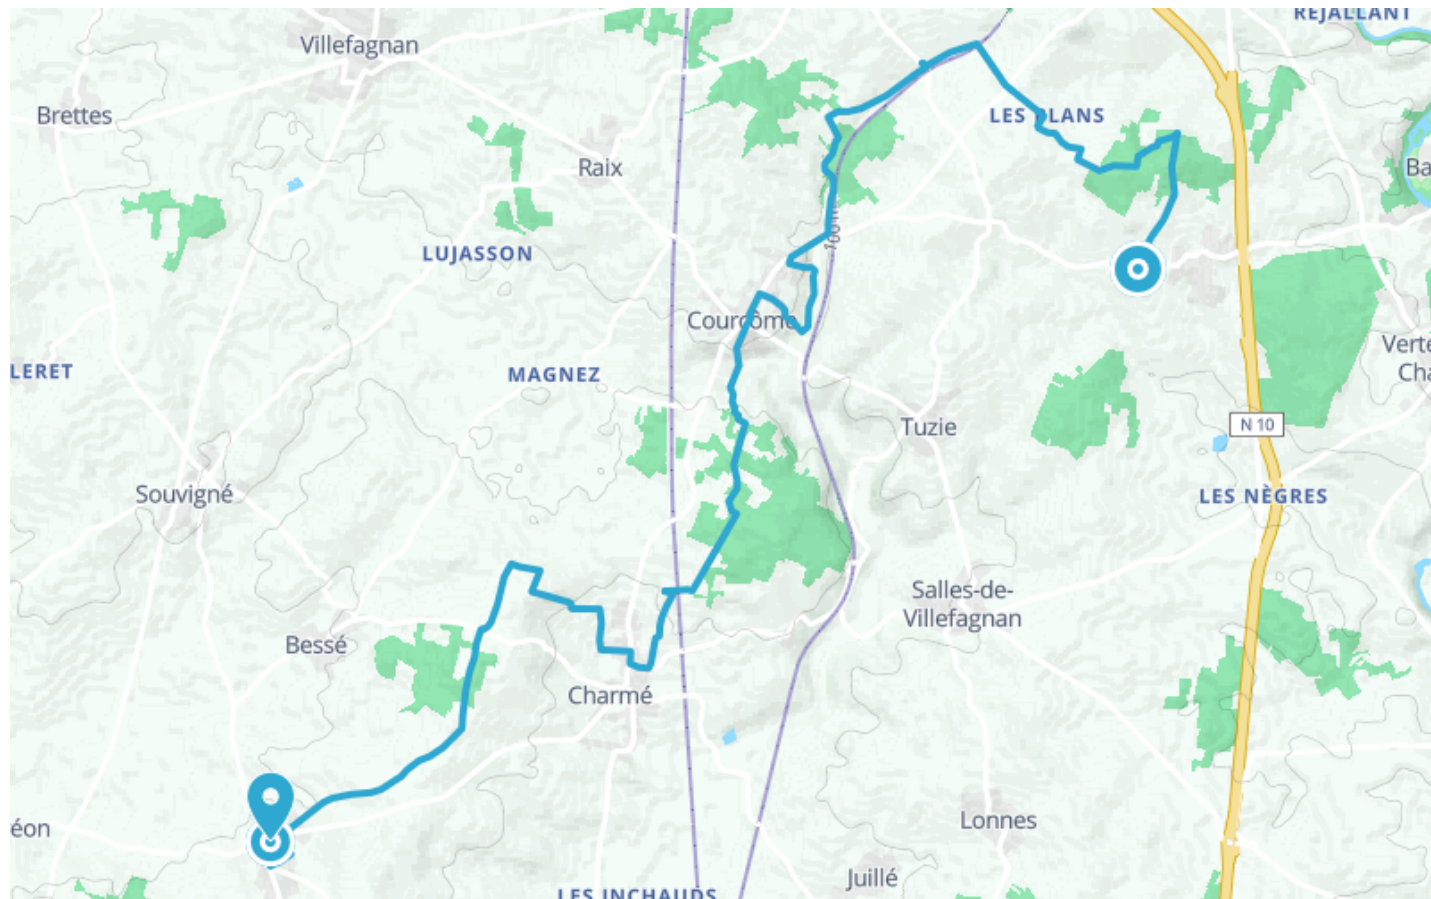 REJALLANT
Villefagnan
Brettes
LES PLANS
Raix
Ba
100 m
LUJASSON
Courcôme
LERET
MAGNEZ
Verte
Cha
Tuzie
N 10
Souvigné
LES NÈGRES
Salles-de-
Villefagnan
Bessé
Charmé
éon
Lonnes
Juillé
LES INCHAUDS